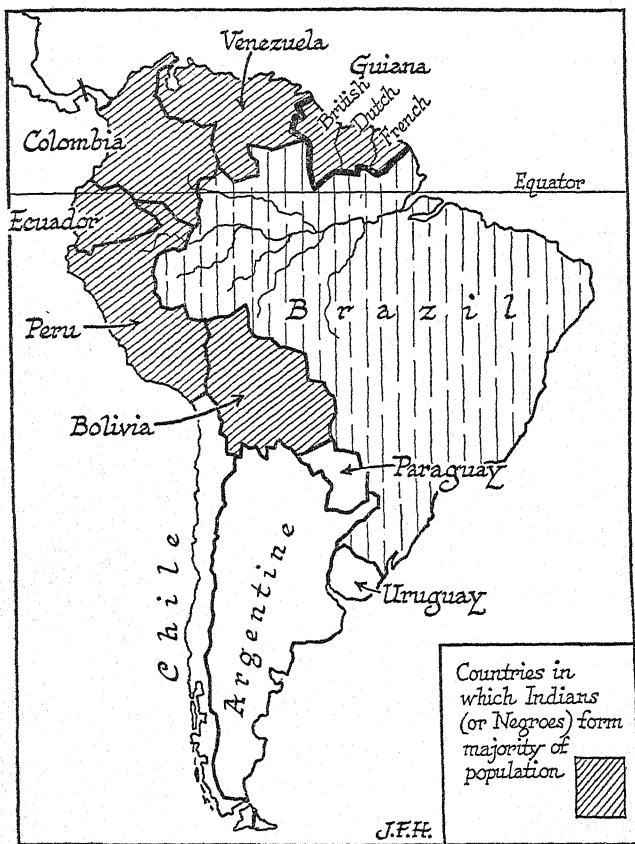 Venezuela
Guiana
British
Dutch
French
Colombia
Equator
Ecuador
Brazil
Peru
Bolivia
Paraguay
Chile
Argentine
Uruguay
Countries in
which Indians
(or Negroes) form
majority of
population
J.F.H.